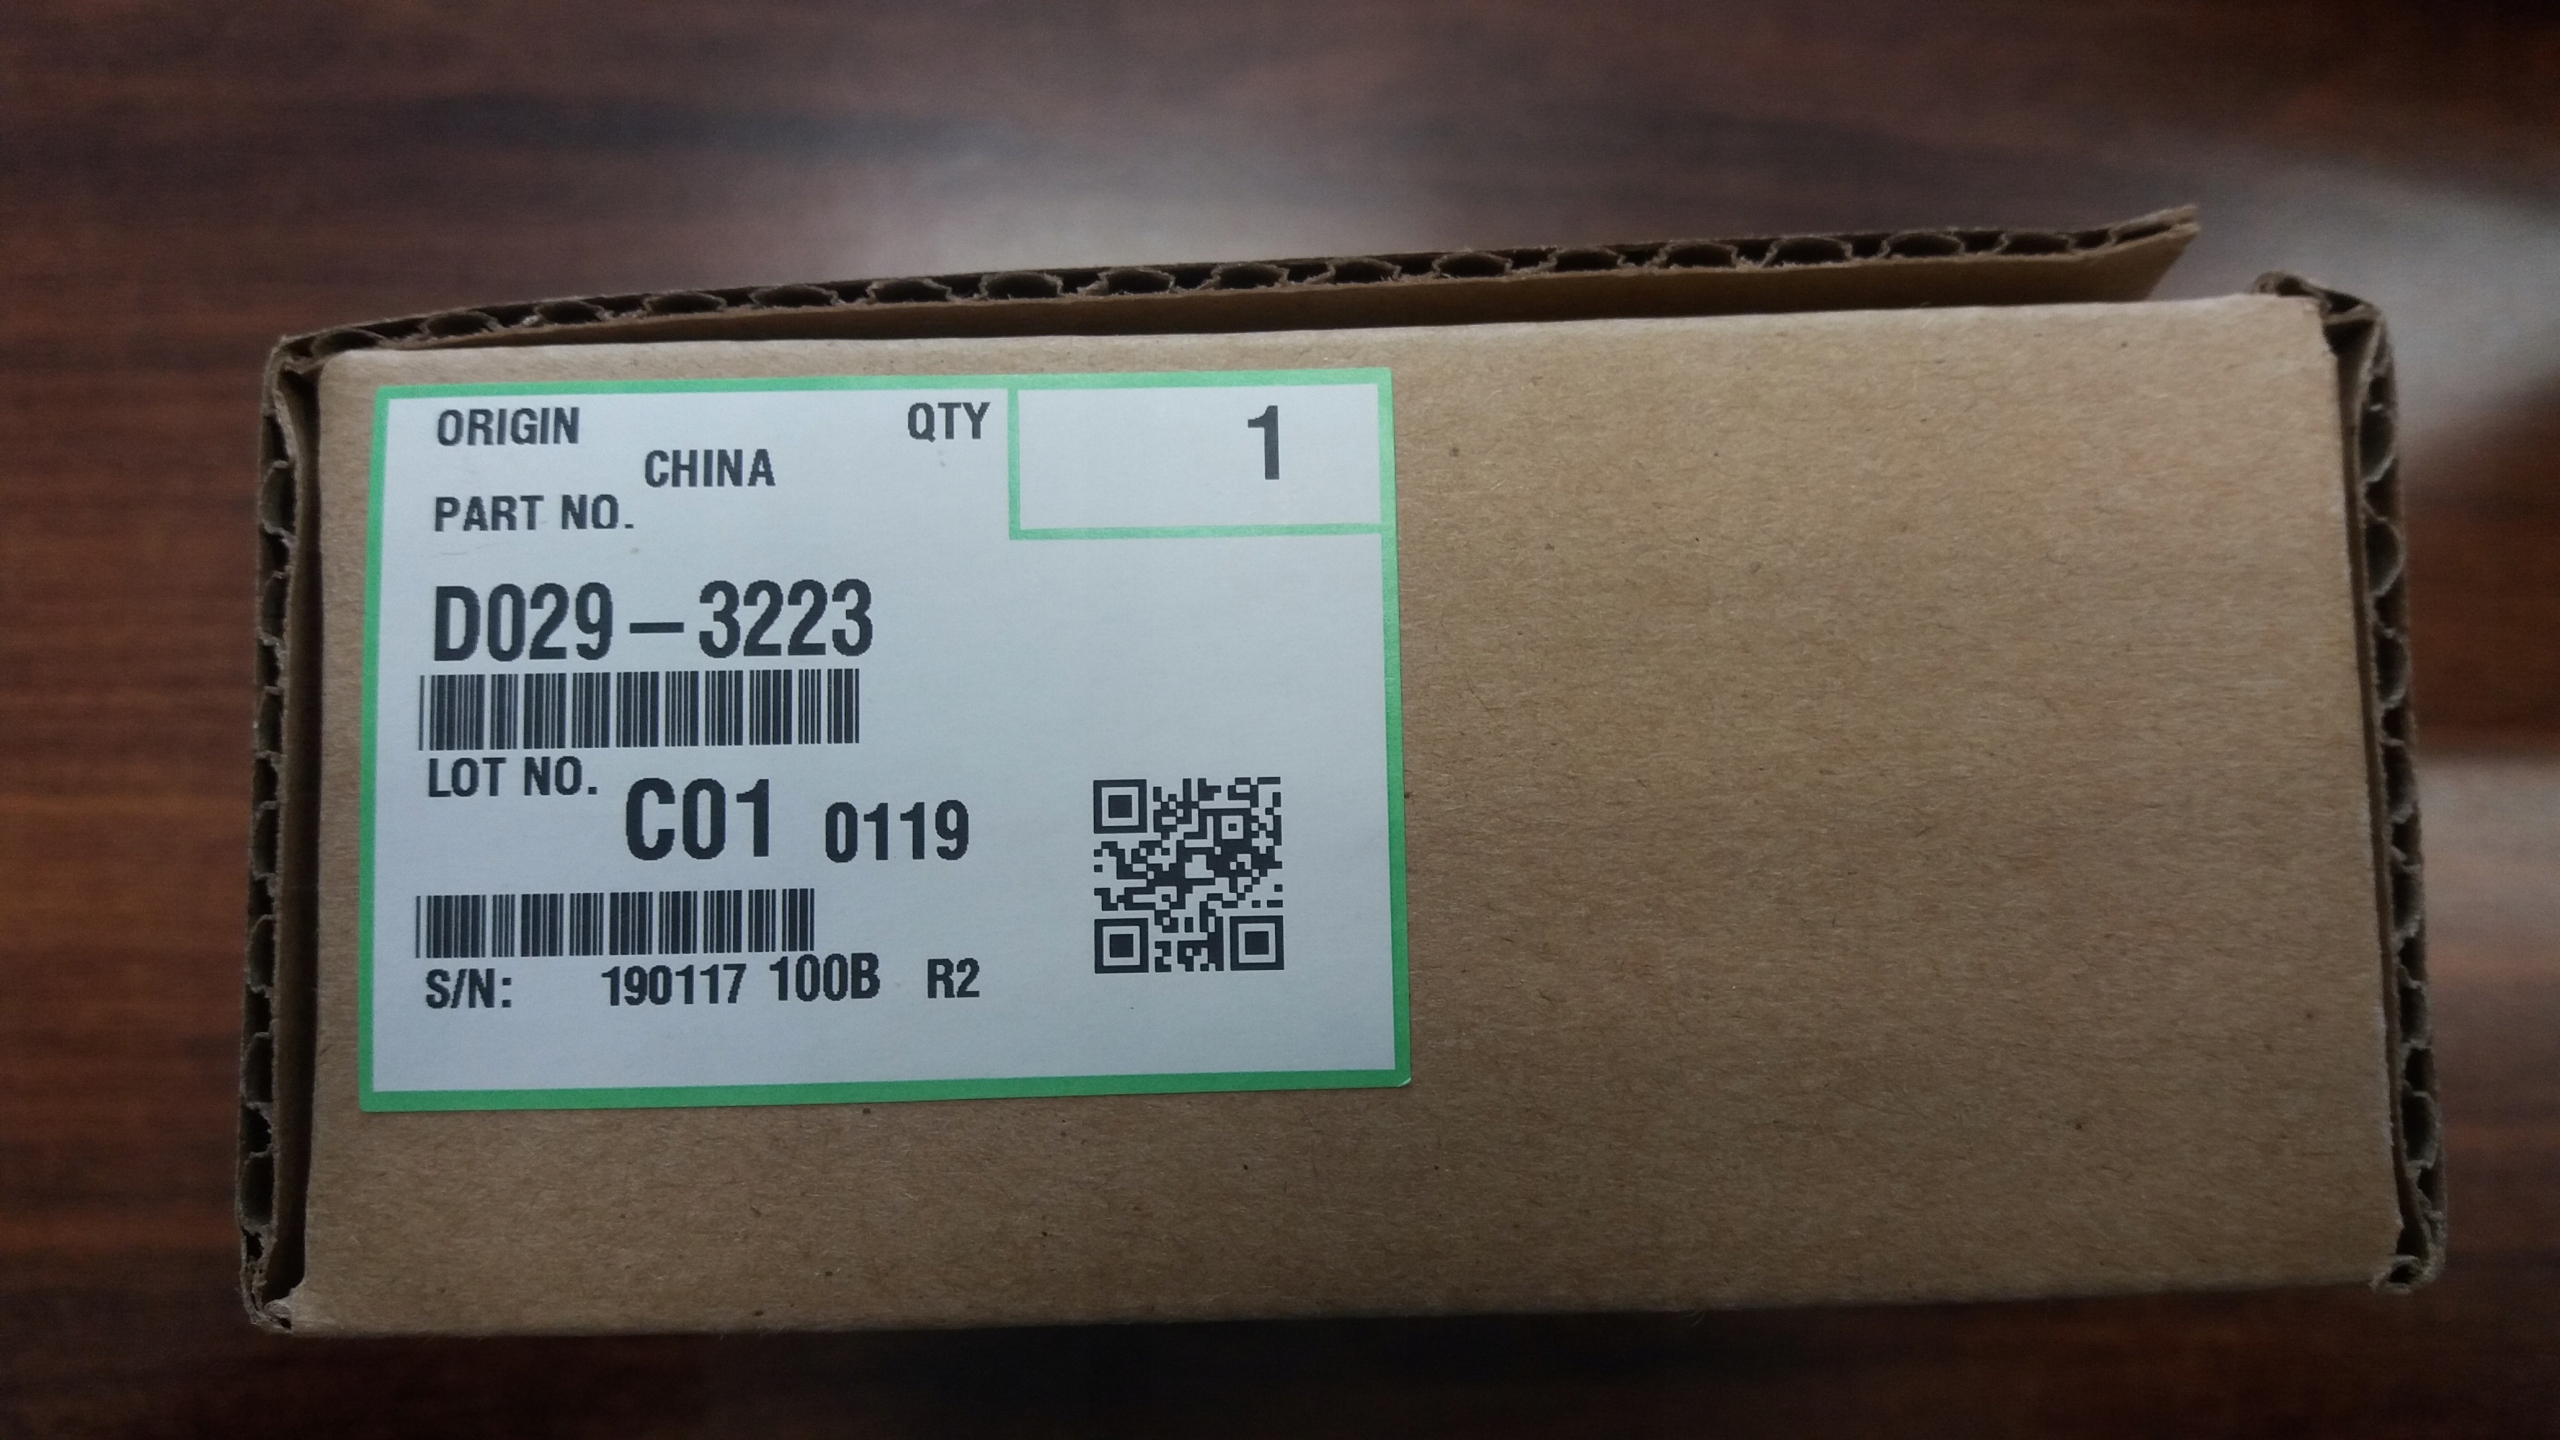 ORIGIN
CHINA
QTY
1
PART NO.
D029-3223
LOT NO.
C01 0119
S/N: 190117 100B R2